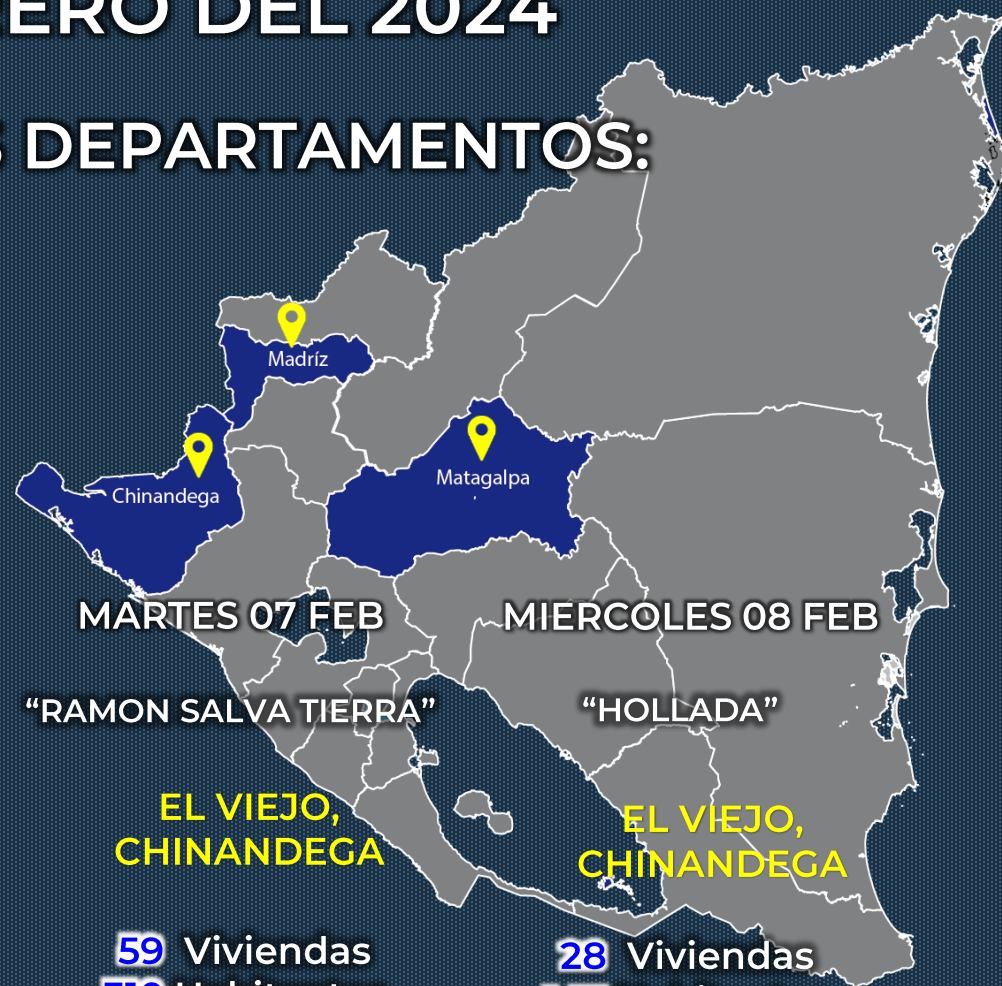 ERO DEL 2024
DEPARTAMENTOS:
Madríz
Matagalpa
Chinandega
MARTES 07 FEB
MIERCOLES 08 FEB
“RAMON SALVA TIERRA”
“HOLLADA”
EL VIEJO,
CHINANDEGA
EL VIEJO,
CHINANDEGA
59 Viviendas
28 Viviendas